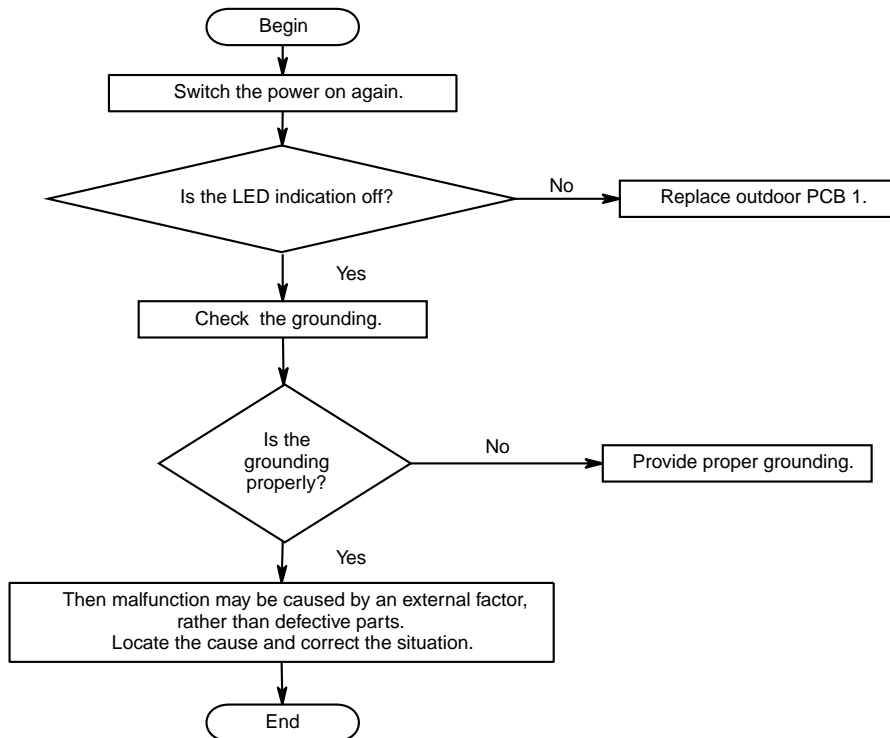 Begin
Switch the power on again.
Is the LED indication off?
No
Replace outdoor PCB 1.
Yes
Check the grounding.
Is the
grounding
properly?
No
Provide proper grounding.
Yes
Then malfunction may be caused by an external factor,
rather than defective parts.
Locate the cause and correct the situation.
End